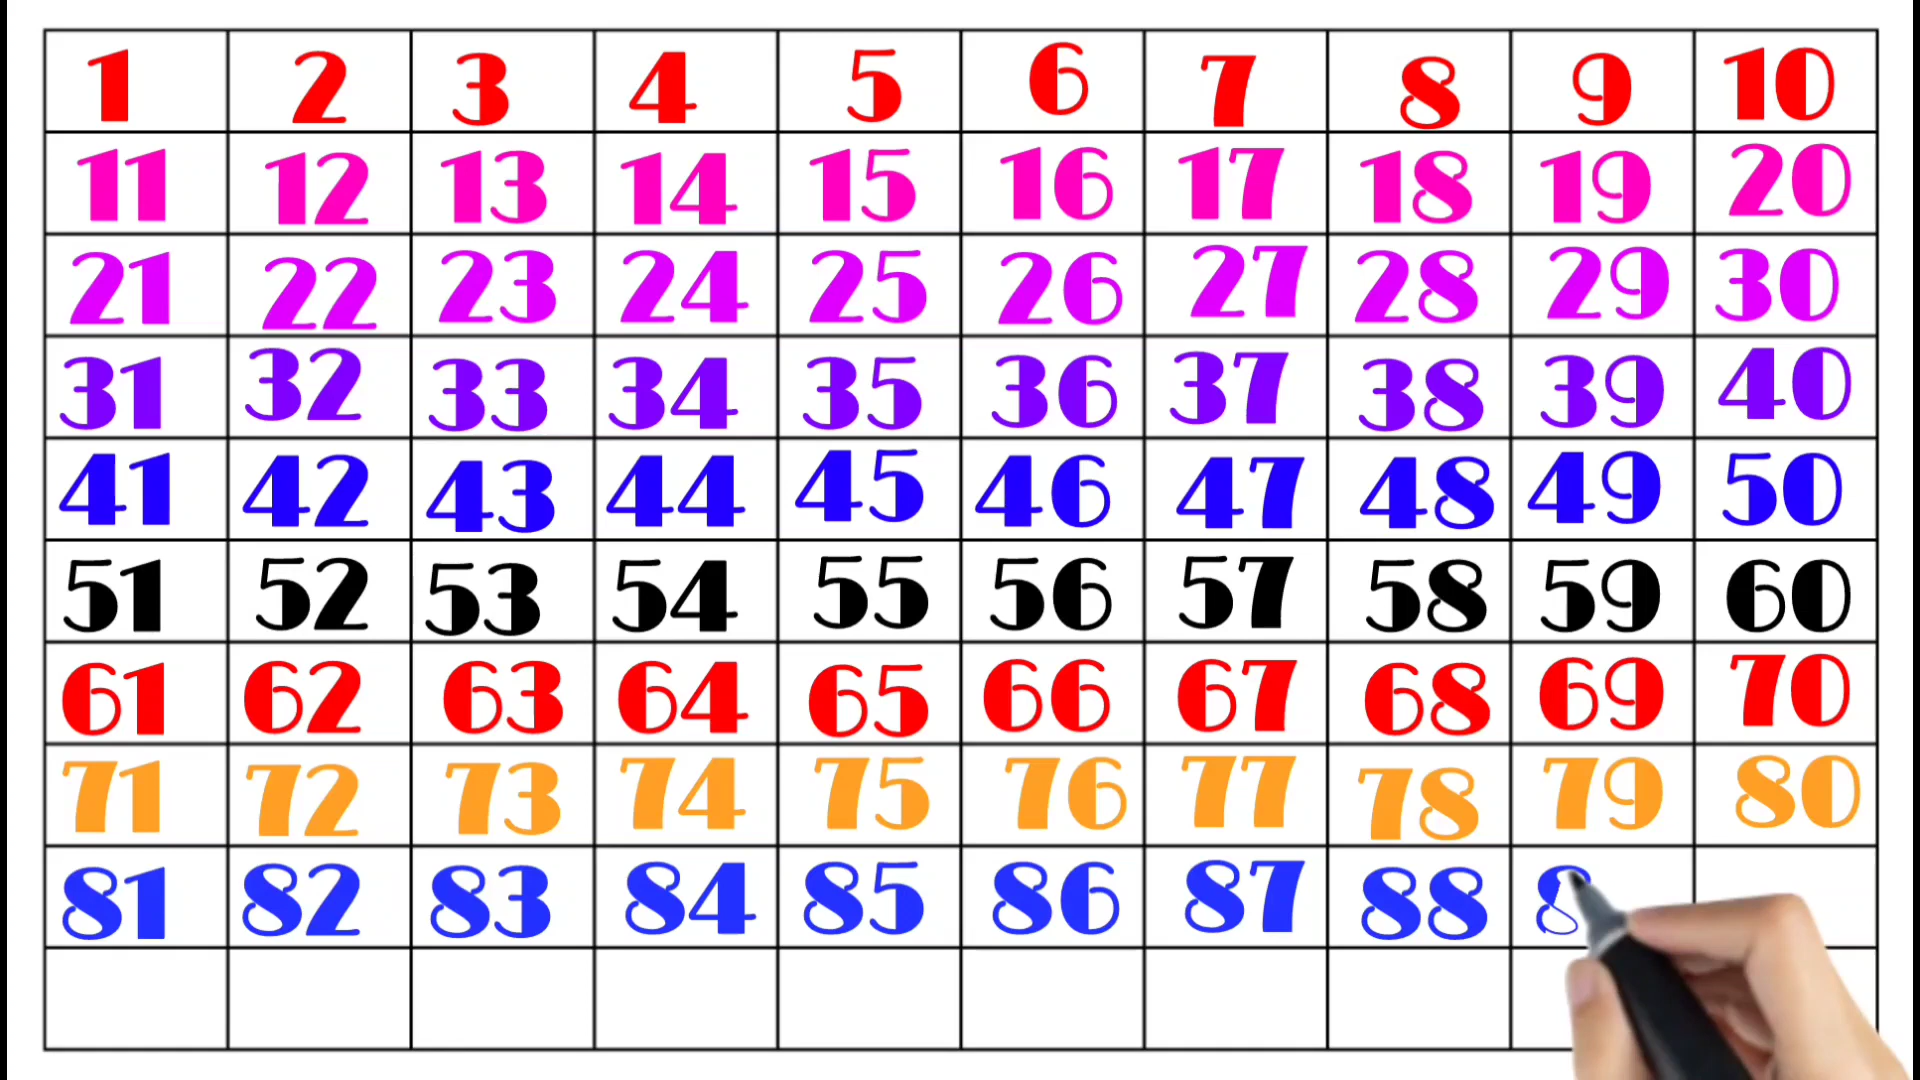 1 2 3 4 5 6 7 8 9 10
11 12 13 14 15 16 17 18 19 20
21 22 23 24 25 26 27 28 29 30
31 32 33 34 35 36 37 38 39 40
41 42 43 44 45 46 47 48 49 50
51 52 53 54 55 56 57 58 59 60
61 62 63 64 65 66 67 68 69 70
71 72 73 74 75 76 77 78 79 80
81 82 83 84 85 86 87 88 8